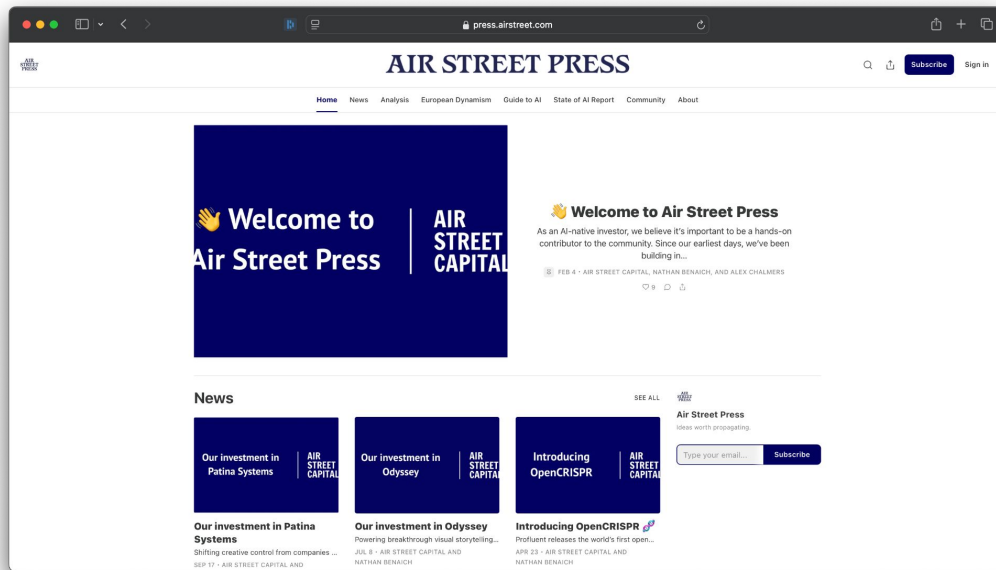 press.airstreet.com
AIR
STREET
PRESS
AIR STREET PRESS
Subscribe
Sign in
Home News Analysis European Dynamism Guide to AI State of AI Report Community About
👋 Welcome to
Air Street Press
AIR
STREET
CAPITAL
👋 Welcome to Air Street Press
As an AI-native investor, we believe it's important to be a hands-on
contributor to the community. Since our earliest days, we've been
building in...
FEB 4 • AIR STREET CAPITAL, NATHAN BENAICH, AND ALEX CHALMERS
9
News
SEE ALL
Our investment in
Patina Systems
AIR
STREET
CAPITAL
Our investment in Patina
Systems
Shifting creative control from companies ...
SEP 17 • AIR STREET CAPITAL AND
Our investment in
Odyssey
AIR
STREET
CAPITAL
Our investment in Odyssey
Powering breakthrough visual storytelling...
JUL 8 • AIR STREET CAPITAL AND
NATHAN BENAICH
Introducing
OpenCRISPR
AIR
STREET
CAPITAL
Introducing OpenCRISPR 🧬
Profluent releases the world's first open...
APR 23 • AIR STREET CAPITAL AND
NATHAN BENAICH
AIR
STREET
PRESS
Air Street Press
Ideas worth propagating.
Type your email...
Subscribe